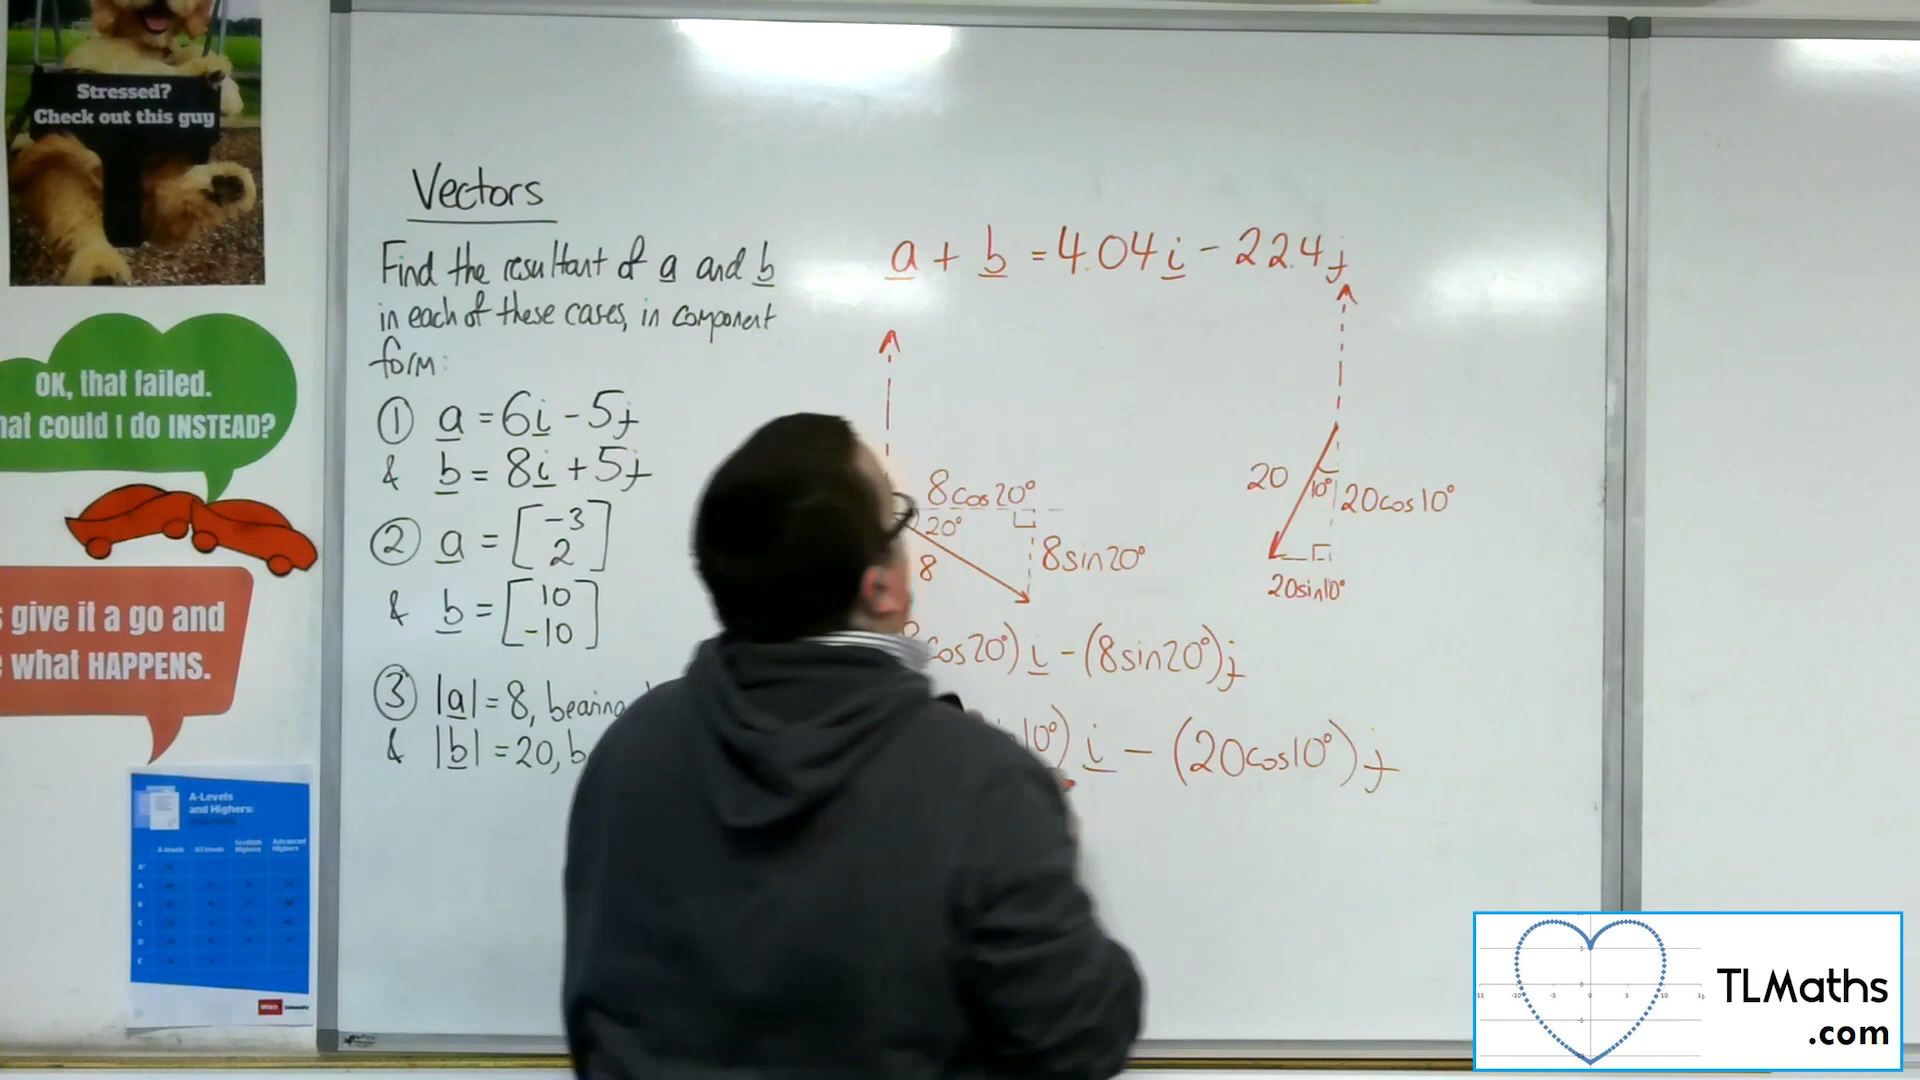 Stressed?
Check out this guy
OK, that failed.
hat could I do INSTEAD?
give it a go and
what HAPPENS.
A-Levels
and Highers:
Vectors
Find the resultant of a and b
in each of these cases, in component
form:
① a = 6i - 5j
& b = 8i + 5j
② a = [-3
2]
& b = [10
-10]
③ |a| = 8, bearing
& |b| = 20, b
a + b = 4.04i - 22.4j
8cos20°
20°
8
8sin20°
cos20°)i - (8sin20°)j
10°)i - (20cos10°)j
20
10°
20cos10°
20sin10°
TLMaths
.com